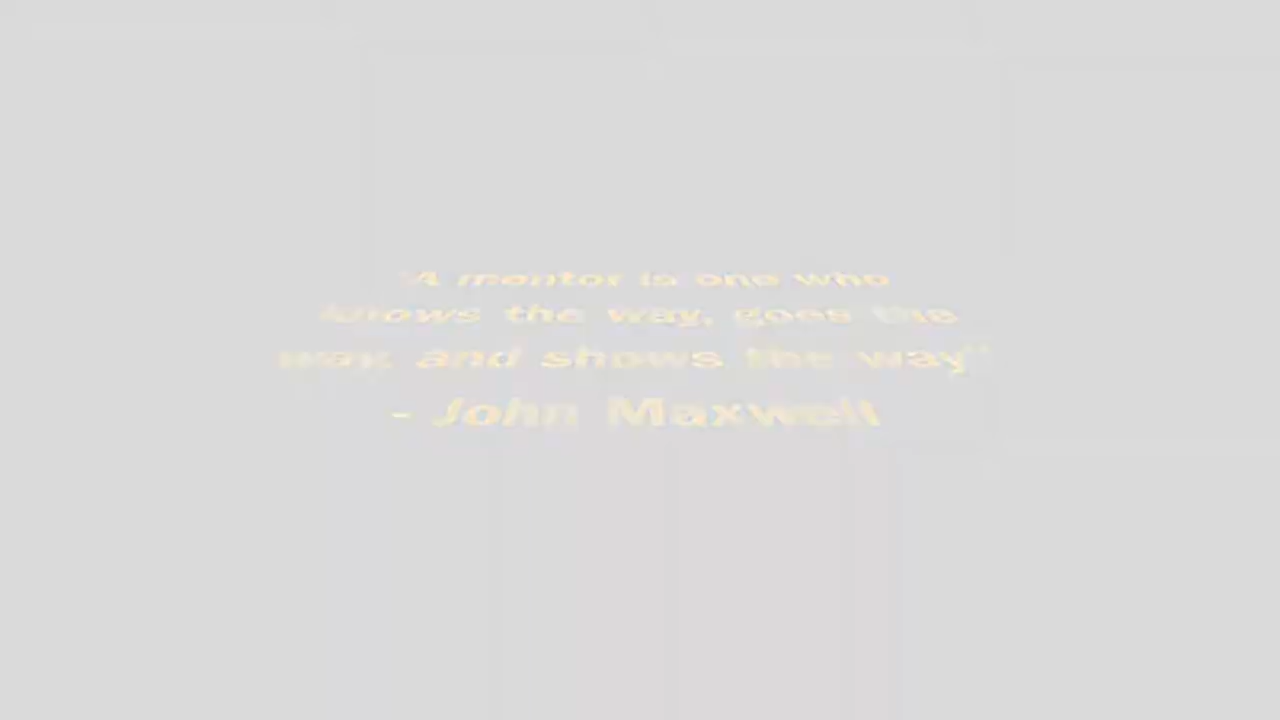 "A mentor is one who
knows the way, goes the
way, and shows the way"
- John Maxwell